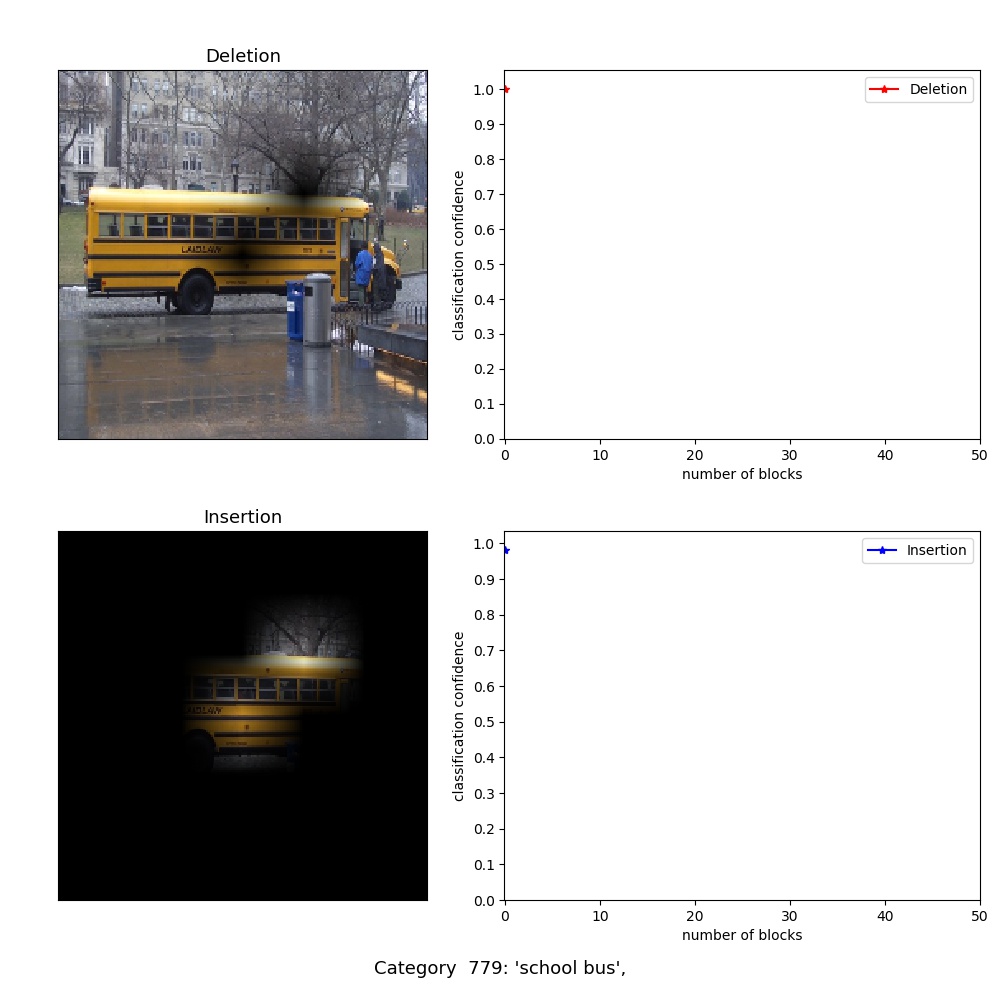 Deletion
LAIDLAW
1.0
0.9
0.8
0.7
0.6
0.5
0.4
0.3
0.2
0.1
0.0
classification confidence
Deletion
0 10 20 30 40 50
number of blocks
Insertion
LAIDLAW
1.0
0.9
0.8
0.7
0.6
0.5
0.4
0.3
0.2
0.1
0.0
classification confidence
Insertion
0 10 20 30 40 50
number of blocks
Category 779: 'school bus',